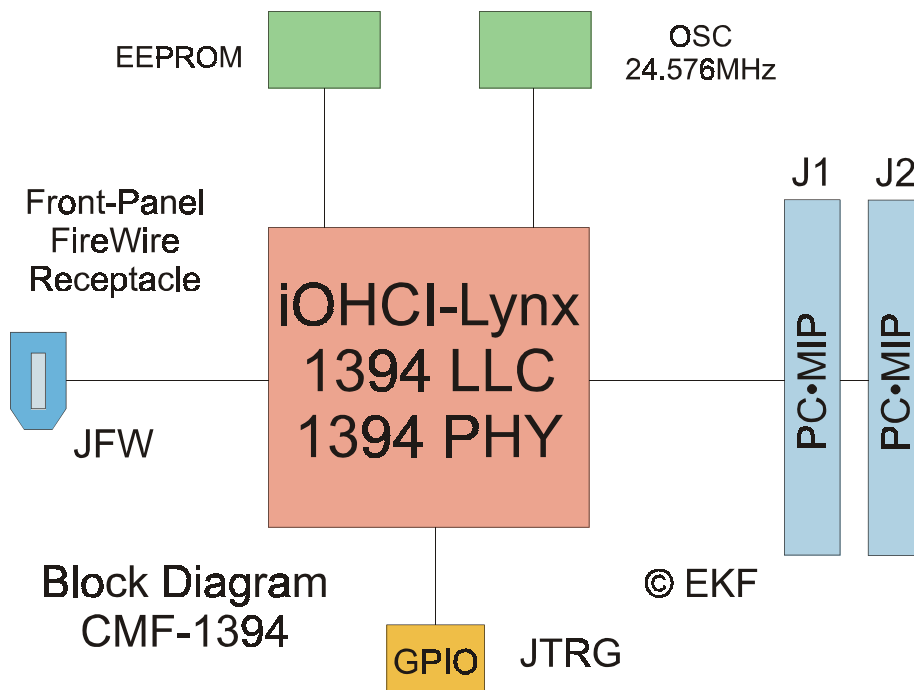 EEPROM
OSC
24.576MHz
J1
J2
Front-Panel
FireWire
Receptacle
iOHCI-Lynx
1394 LLC
1394 PHY
PC•MIP
PC•MIP
JFW
Block Diagram
CMF-1394
© EKF
GPIO
JTRG